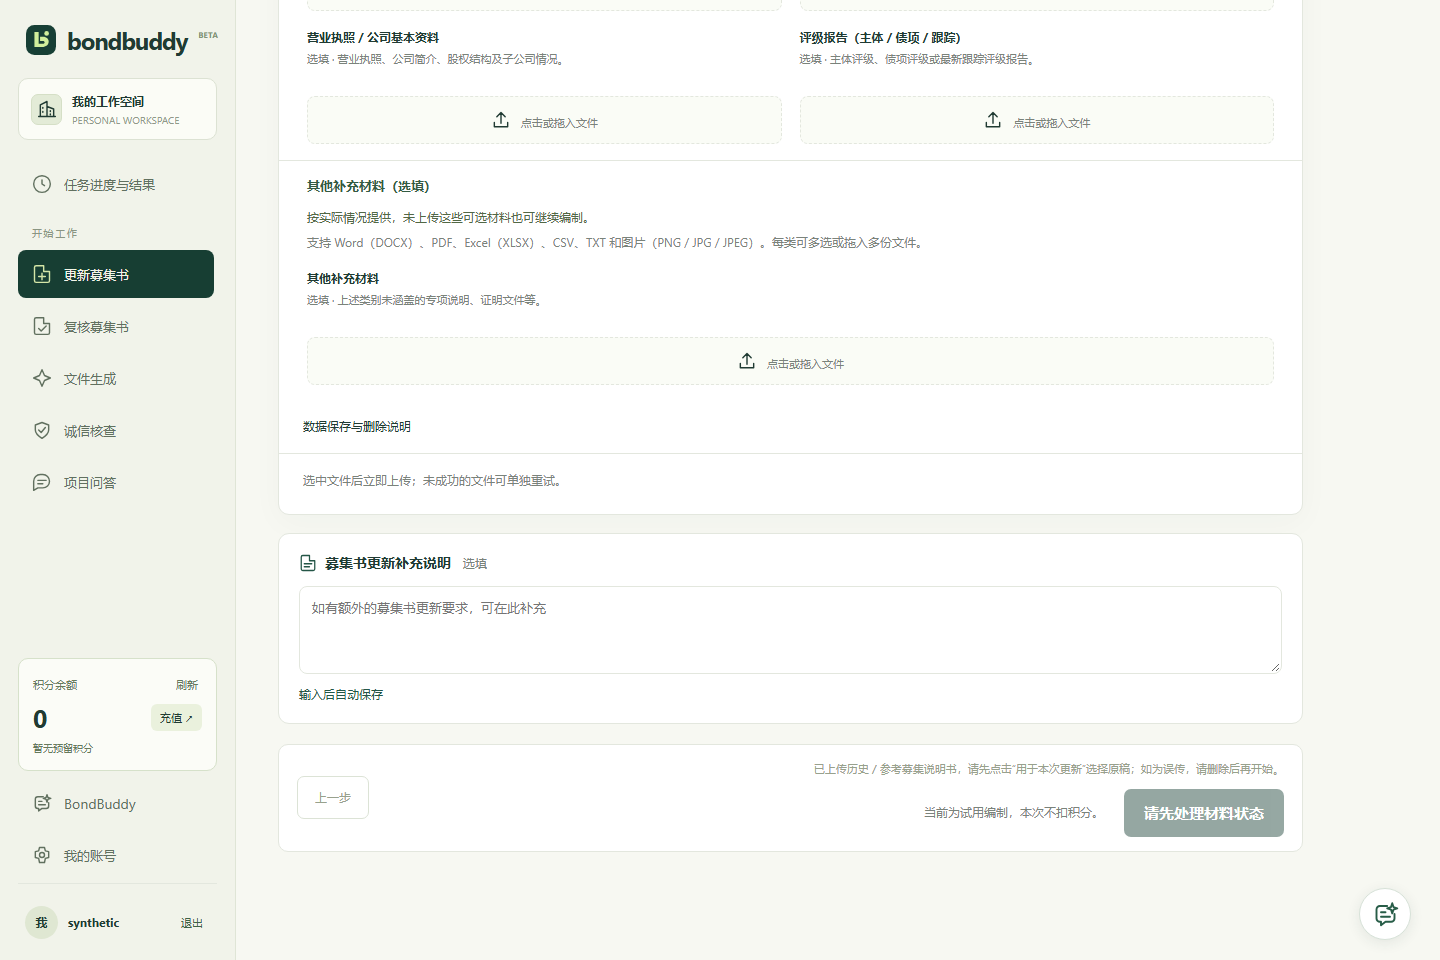 bondbuddy BETA
我的工作空间
PERSONAL WORKSPACE
任务进度与结果
开始工作
更新募集书
复核募集书
文件生成
诚信核查
项目问答
积分余额 刷新
0 充值 ↗
暂无预留积分
BondBuddy
我的账号
我 synthetic 退出
营业执照 / 公司基本资料
选填 · 营业执照、公司简介、股权结构及子公司情况。
点击或拖入文件
评级报告（主体 / 债项 / 跟踪）
选填 · 主体评级、债项评级或最新跟踪评级报告。
点击或拖入文件
其他补充材料（选填）
按实际情况提供，未上传这些可选材料也可继续编制。
支持 Word（DOCX）、PDF、Excel（XLSX）、CSV、TXT 和图片（PNG / JPG / JPEG）。每类可多选或拖入多份文件。
其他补充材料
选填 · 上述类别未涵盖的专项说明、证明文件等。
点击或拖入文件
数据保存与删除说明
选中文件后立即上传；未成功的文件可单独重试。
募集书更新补充说明 选填
如有额外的募集书更新要求，可在此补充
输入后自动保存
已上传历史 / 参考募集说明书，请先点击“用于本次更新”选择原稿；如为误传，请删除后再开始。
上一步
当前为试用编制，本次不扣积分。
请先处理材料状态